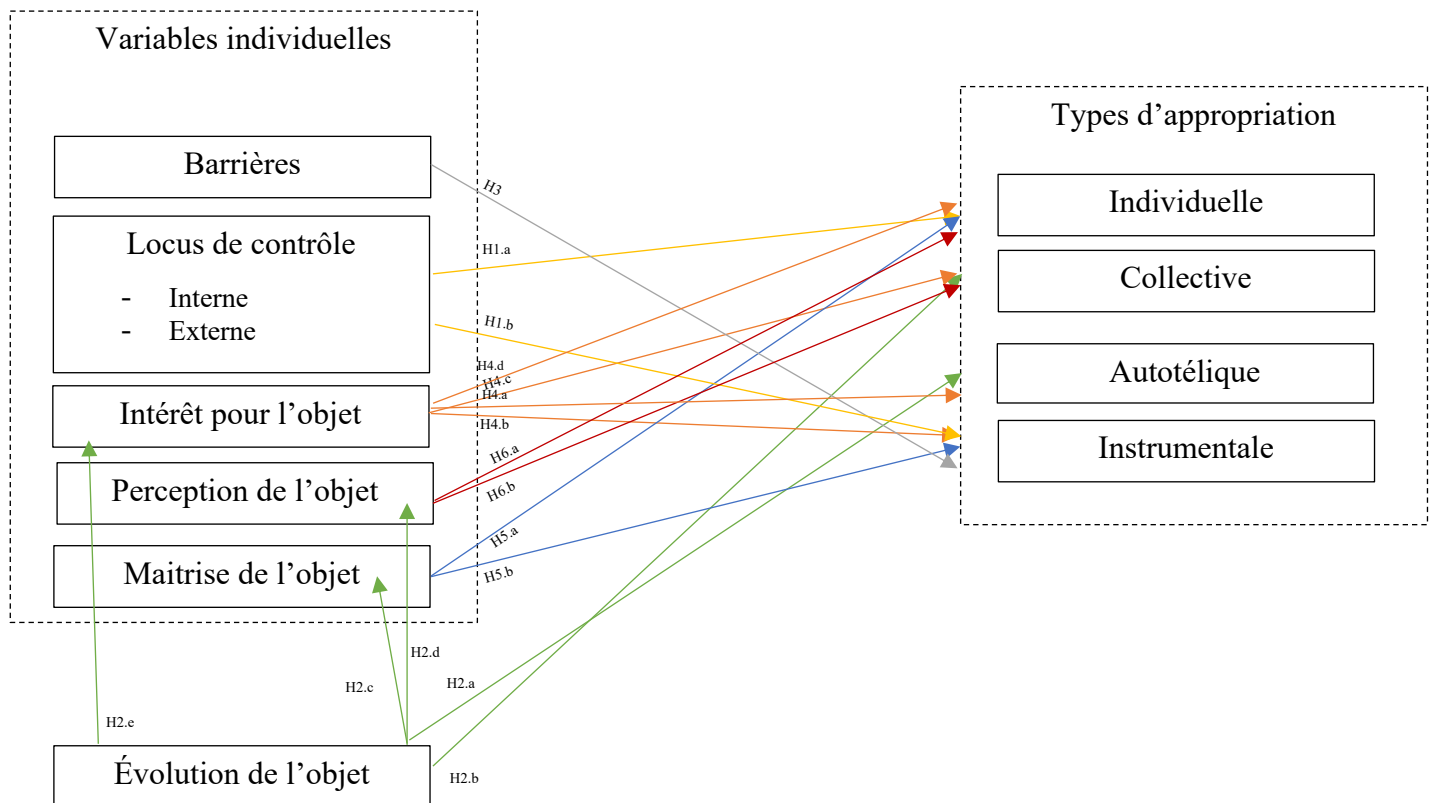 Variables individuelles
Types d’appropriation
Barrières
H3
Individuelle
Locus de contrôle
H1.a
- Interne
- Externe
Collective
H1.b
H4.d
H4.c
H4.a
Autotélique
Intérêt pour l’objet
H4.b
Instrumentale
H6.a
Perception de l’objet
H6.b
H5.a
Maitrise de l’objet
H5.b
H2.d
H2.c
H2.a
H2.e
Évolution de l’objet
H2.b